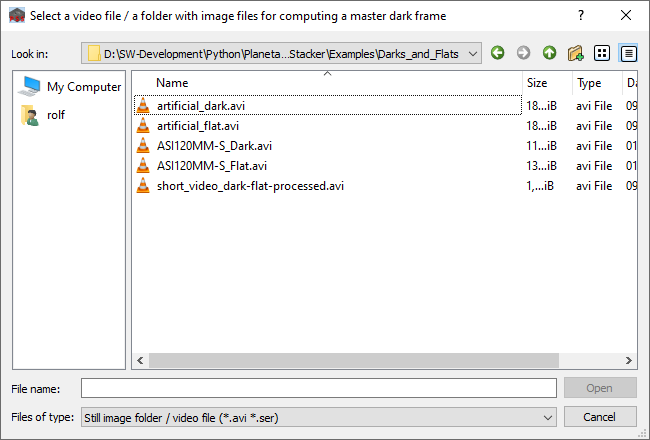 Select a video file / a folder with image files for computing a master dark frame
Look in: D:\SW-Development\Python\Planeta...Stacker\Examples\Darks_and_Flats
My Computer
rolf
Name Size Type Da
artificial_dark.avi 18...iB avi File 09
artificial_flat.avi 18...iB avi File 09
ASI120MM-S_Dark.avi 11...iB avi File 01
ASI120MM-S_Flat.avi 13...iB avi File 01
short_video_dark-flat-processed.avi 1,...iB avi File 09
File name: Open
Files of type: Still image folder / video file (*.avi *.ser) Cancel